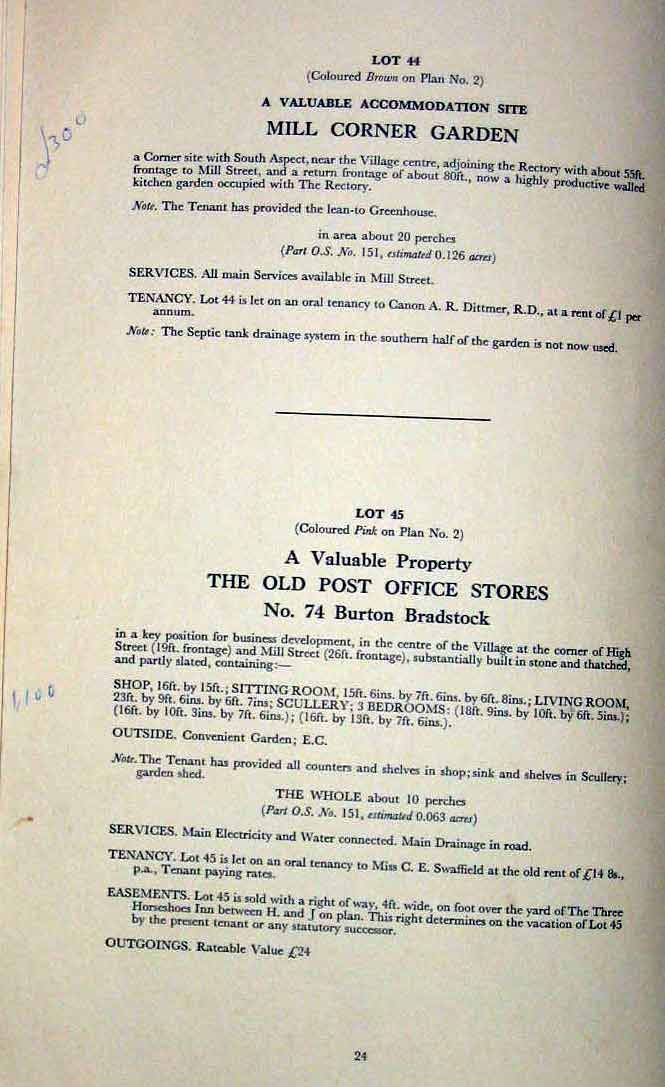 LOT 44
(Coloured Brown on Plan No. 2)
A VALUABLE ACCOMMODATION SITE
MILL CORNER GARDEN
a Corner site with South Aspect, near the Village centre, adjoining the Rectory with about 55ft.
frontage to Mill Street, and a return frontage of about 80ft., now a highly productive walled
kitchen garden occupied with The Rectory.
Note. The Tenant has provided the lean-to Greenhouse.
in area about 20 perches
(Part O.S. No. 151, estimated 0.126 acres)
SERVICES. All main Services available in Mill Street.
TENANCY. Lot 44 is let on an oral tenancy to Canon A. R. Dittmer, R.D., at a rent of £1 per
annum.
Note: The Septic tank drainage system in the southern half of the garden is not now used.
LOT 45
(Coloured Pink on Plan No. 2)
A Valuable Property
THE OLD POST OFFICE STORES
No. 74 Burton Bradstock
in a key position for business development, in the centre of the Village at the corner of High
Street (19ft. frontage) and Mill Street (26ft. frontage), substantially built in stone and thatched,
and partly slated, containing:—
1,100
SHOP, 16ft. by 15ft.; SITTING ROOM, 15ft. 6ins. by 7ft. 6ins. by 6ft. 8ins.; LIVING ROOM,
23ft. by 9ft. 6ins. by 6ft. 7ins; SCULLERY; 3 BEDROOMS: (18ft. 9ins. by 10ft. by 6ft. 5ins.);
(16ft. by 10ft. 3ins. by 7ft. 6ins.); (16ft. by 13ft. by 7ft. 6ins.).
OUTSIDE. Convenient Garden; E.C.
Note. The Tenant has provided all counters and shelves in shop; sink and shelves in Scullery;
garden shed.
THE WHOLE about 10 perches
(Part O.S. No. 151, estimated 0.063 acres)
SERVICES. Main Electricity and Water connected. Main Drainage in road.
TENANCY. Lot 45 is let on an oral tenancy to Miss C. E. Swaffield at the old rent of £14 8s.,
p.a., Tenant paying rates.
EASEMENTS. Lot 45 is sold with a right of way, 4ft. wide, on foot over the yard of The Three
Horseshoes Inn between H. and J on plan. This right determines on the vacation of Lot 45
by the present tenant or any statutory successor.
OUTGOINGS. Rateable Value £24
24